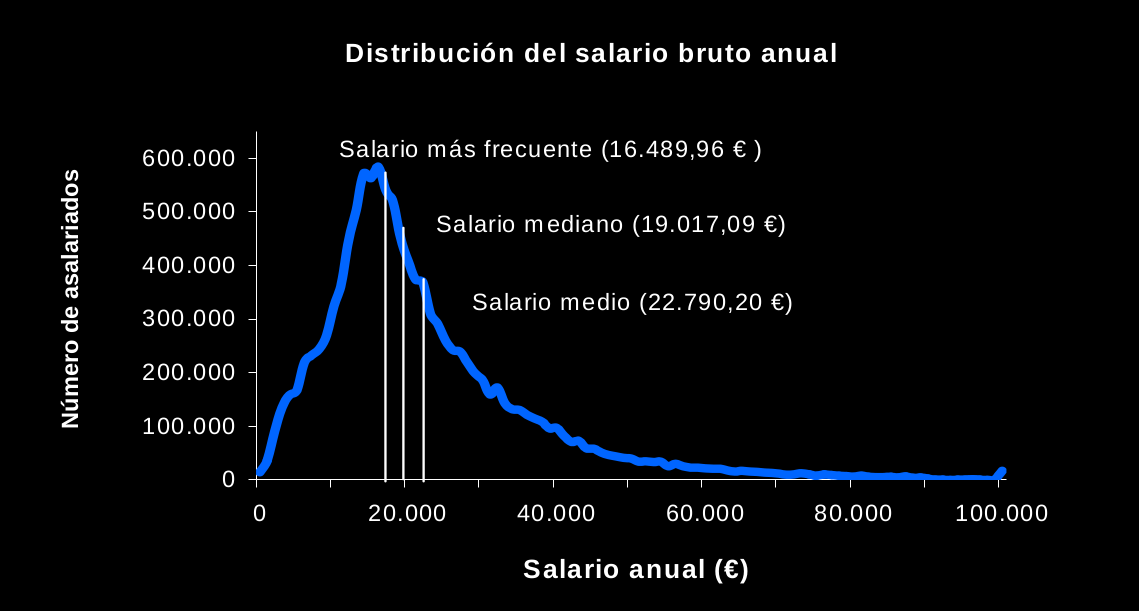 Distribución del salario bruto anual
Salario más frecuente (16.489,96 € )
Salario mediano (19.017,09 €)
Salario medio (22.790,20 €)
Número de asalariados
600.000
500.000
400.000
300.000
200.000
100.000
0
0 20.000 40.000 60.000 80.000 100.000
Salario anual (€)